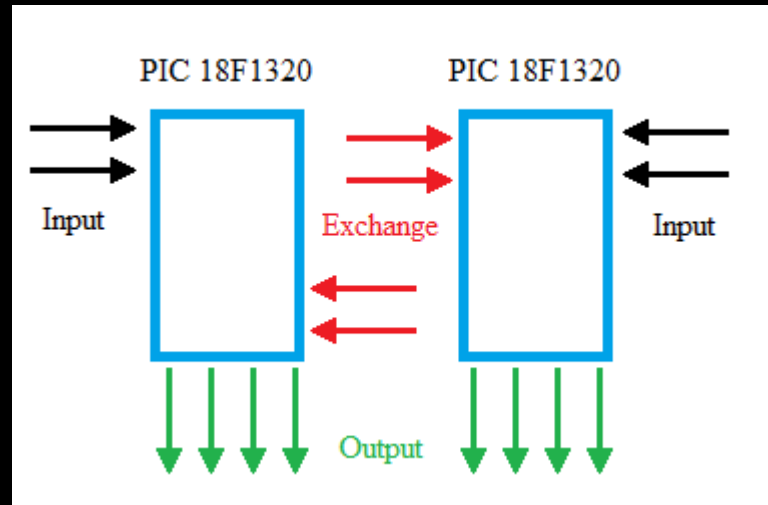 PIC 18F1320
PIC 18F1320
Input
Exchange
Input
Output